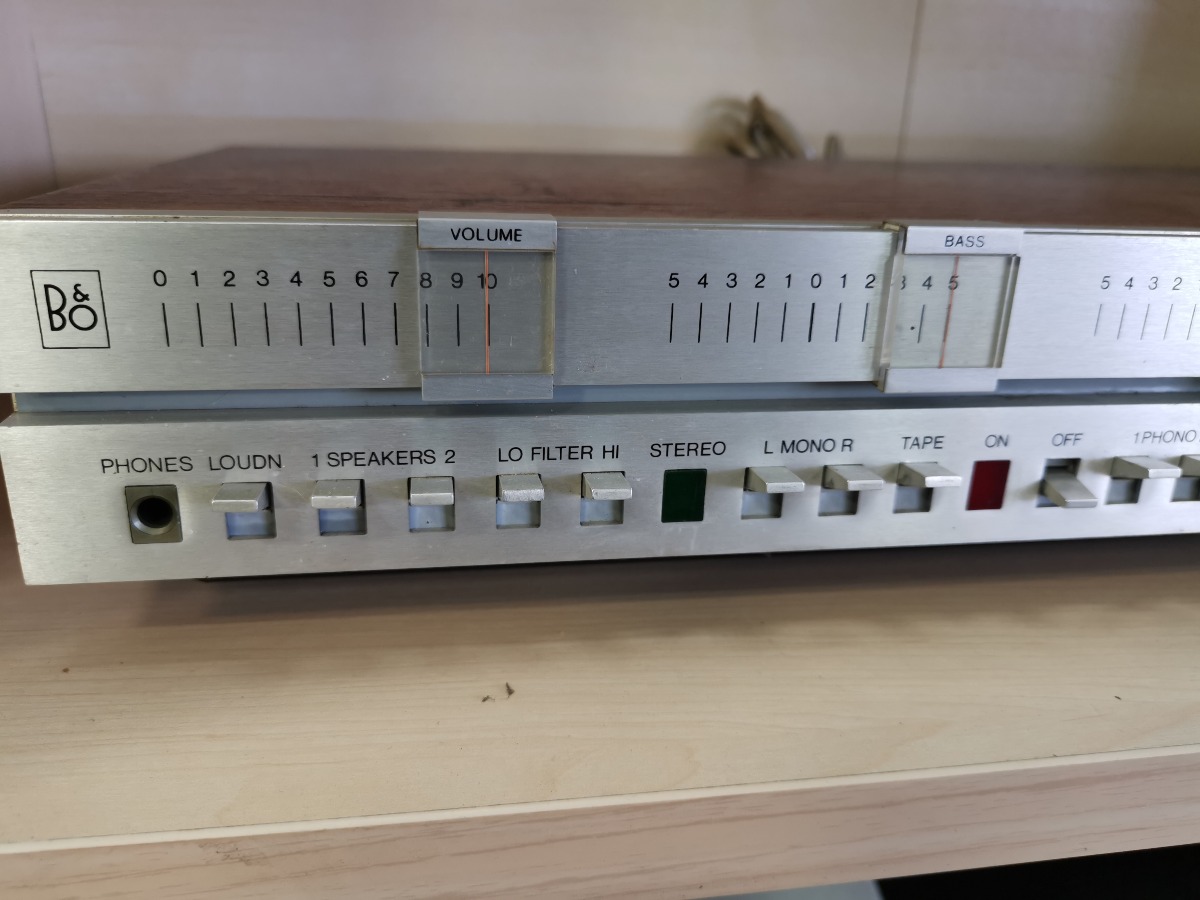 VOLUME
BASS
B&O
0 1 2 3 4 5 6 7 8 9 10
5 4 3 2 1 0 1 2 3 4 5
5 4 3 2
PHONES
LOUDN
1 SPEAKERS 2
LO FILTER HI
STEREO
L MONO R
TAPE
ON
OFF
1 PHONO